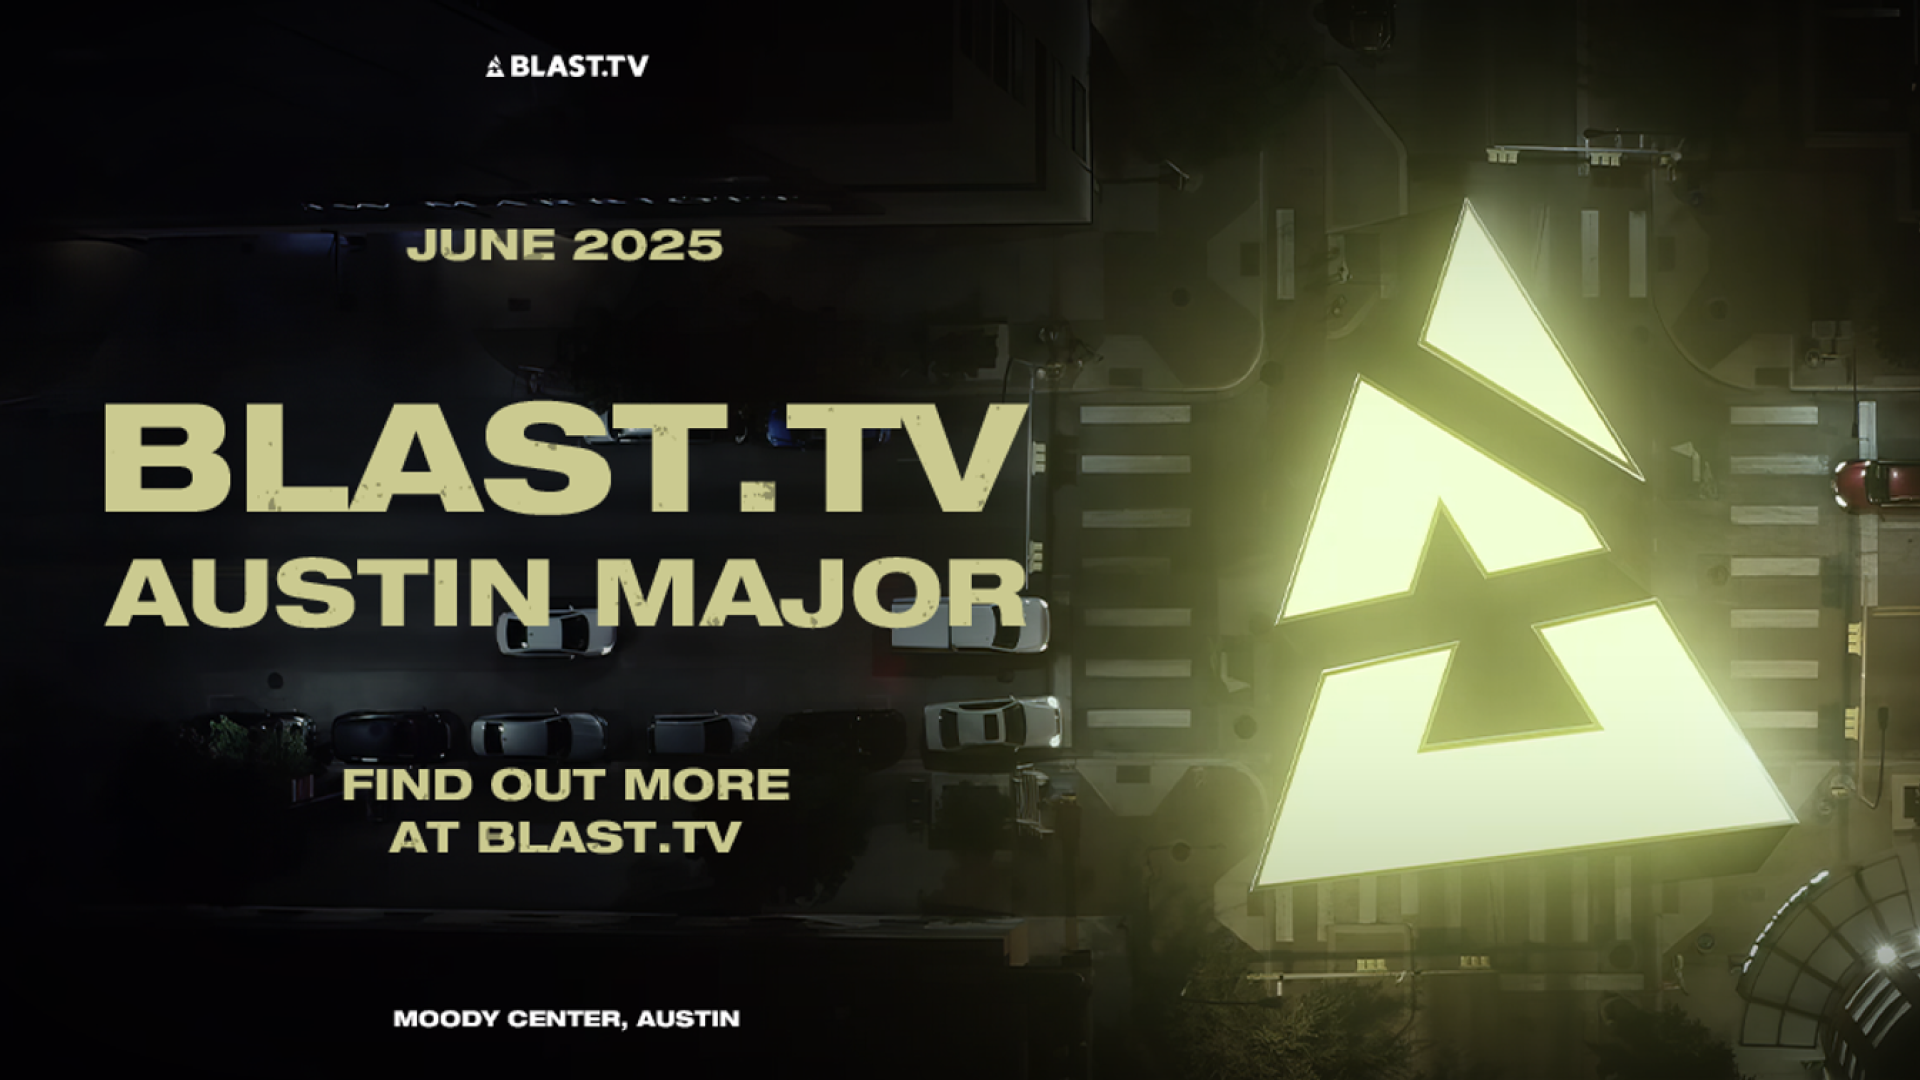 BLAST.TV
JUNE 2025
BLAST.TV
AUSTIN MAJOR
FIND OUT MORE
AT BLAST.TV
MOODY CENTER, AUSTIN